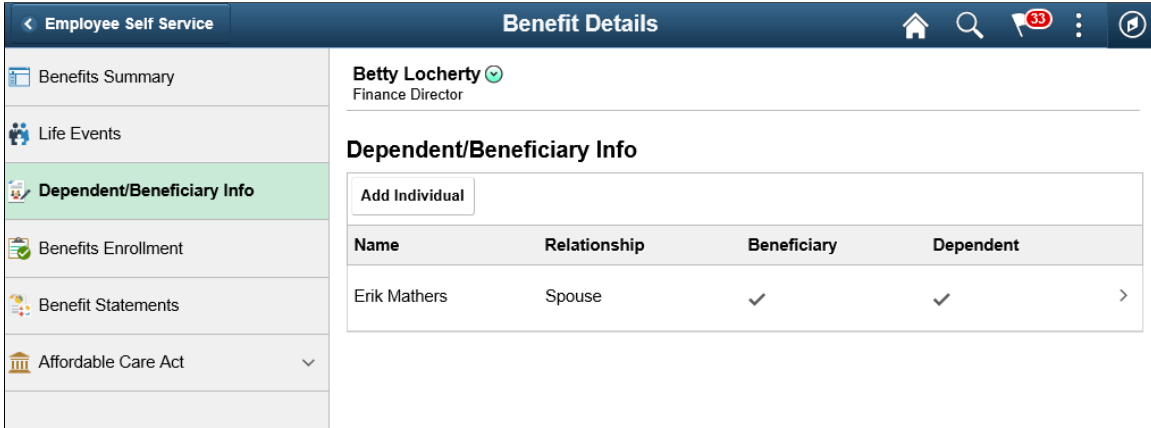 Employee Self Service
Benefit Details
33
Benefits Summary
Life Events
Dependent/Beneficiary Info
Benefits Enrollment
Benefit Statements
Affordable Care Act
Betty Locherty
Finance Director
Dependent/Beneficiary Info
Add Individual
Name Relationship Beneficiary Dependent
Erik Mathers Spouse